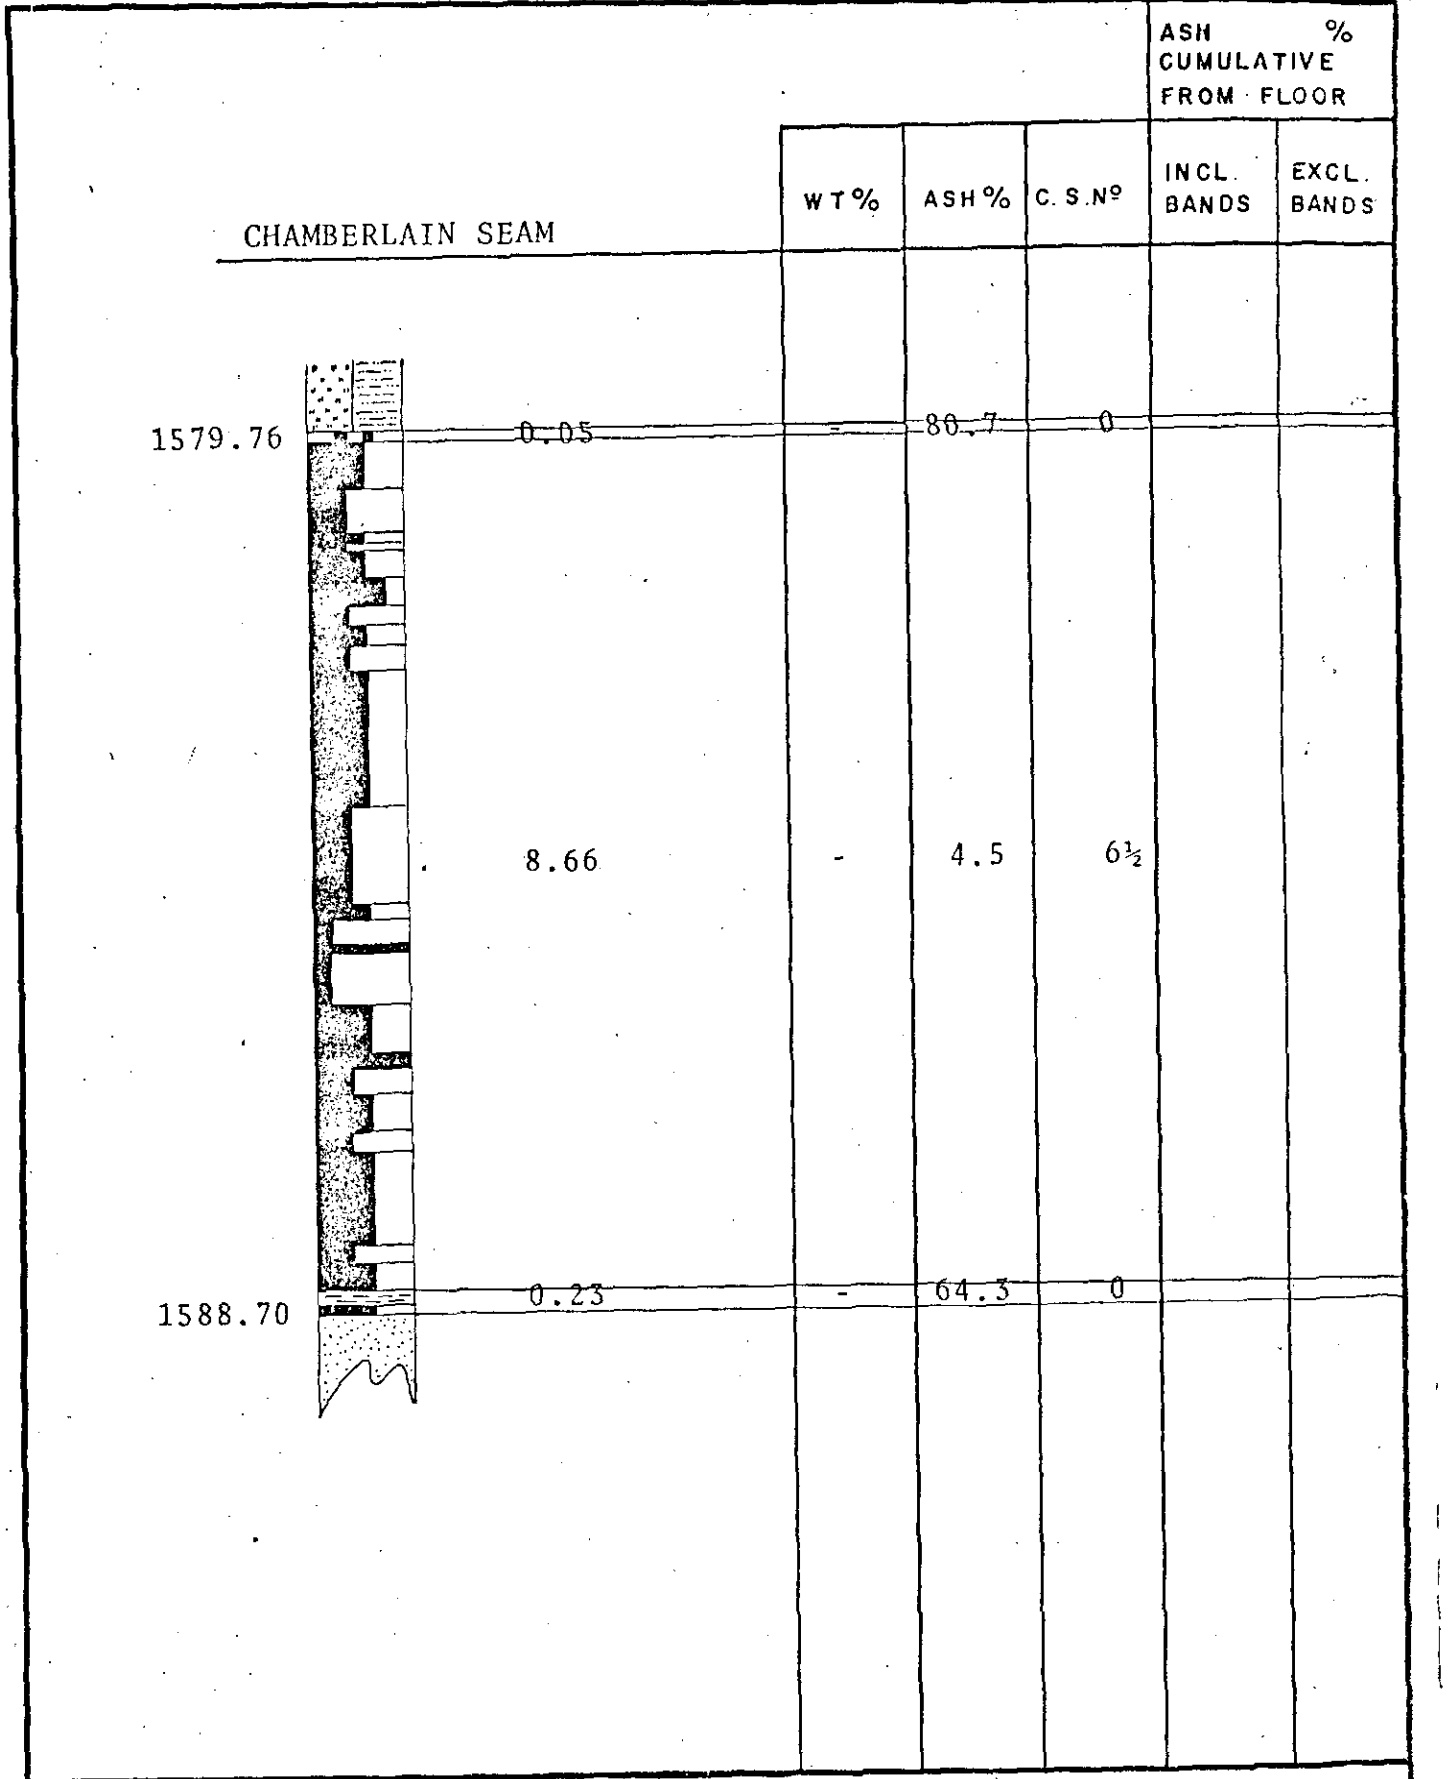 ASH %
CUMULATIVE
FROM FLOOR
WT% ASH% C.S.Nº INCL. BANDS EXCL. BANDS
CHAMBERLAIN SEAM
1579.76 0.05 - 80.7 0
8.66 - 4.5 6½
1588.70 0.23 - 64.3 0